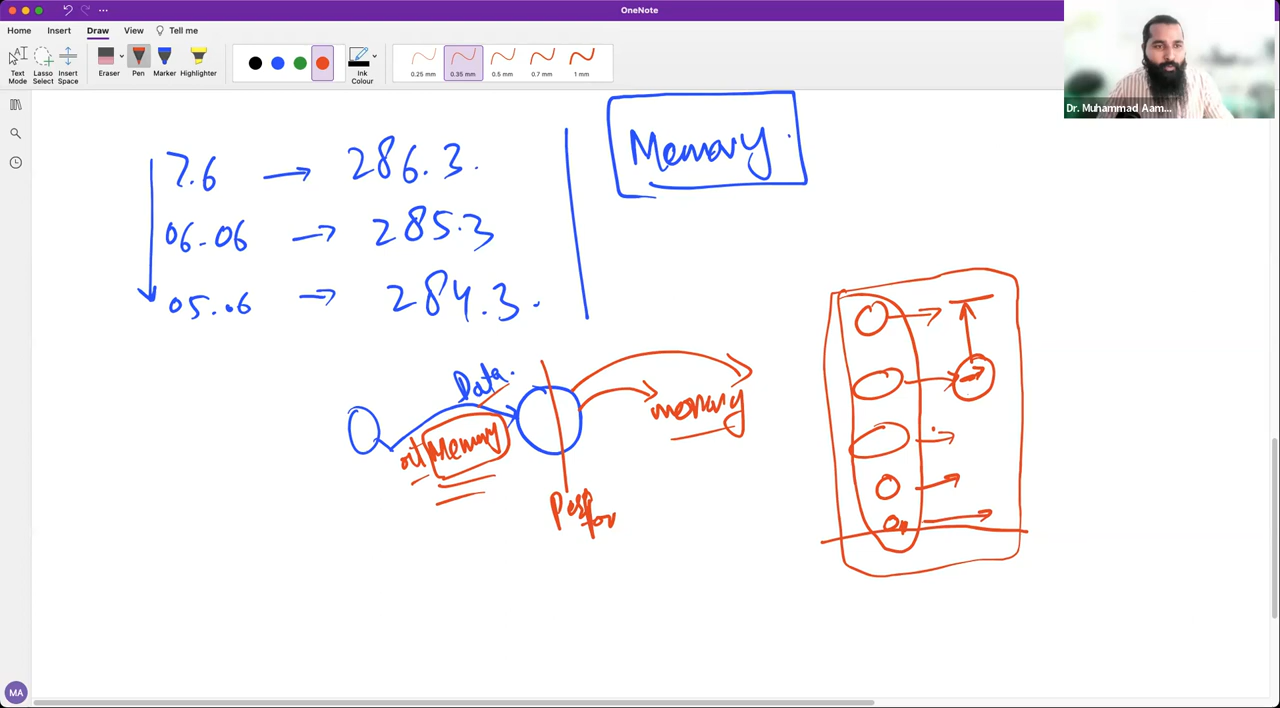 OneNote
Home Insert Draw View Tell me
Text Mode Lasso Select Insert Space Eraser Pen Marker Highlighter Ink Colour 0.25 mm 0.35 mm 0.5 mm 0.7 mm 1 mm
Dr. Muhammad Aam...
Memory.
7.6 → 286.3.
06.06 → 285.3
05.06 → 284.3.
Data.
Memory
memory
MA